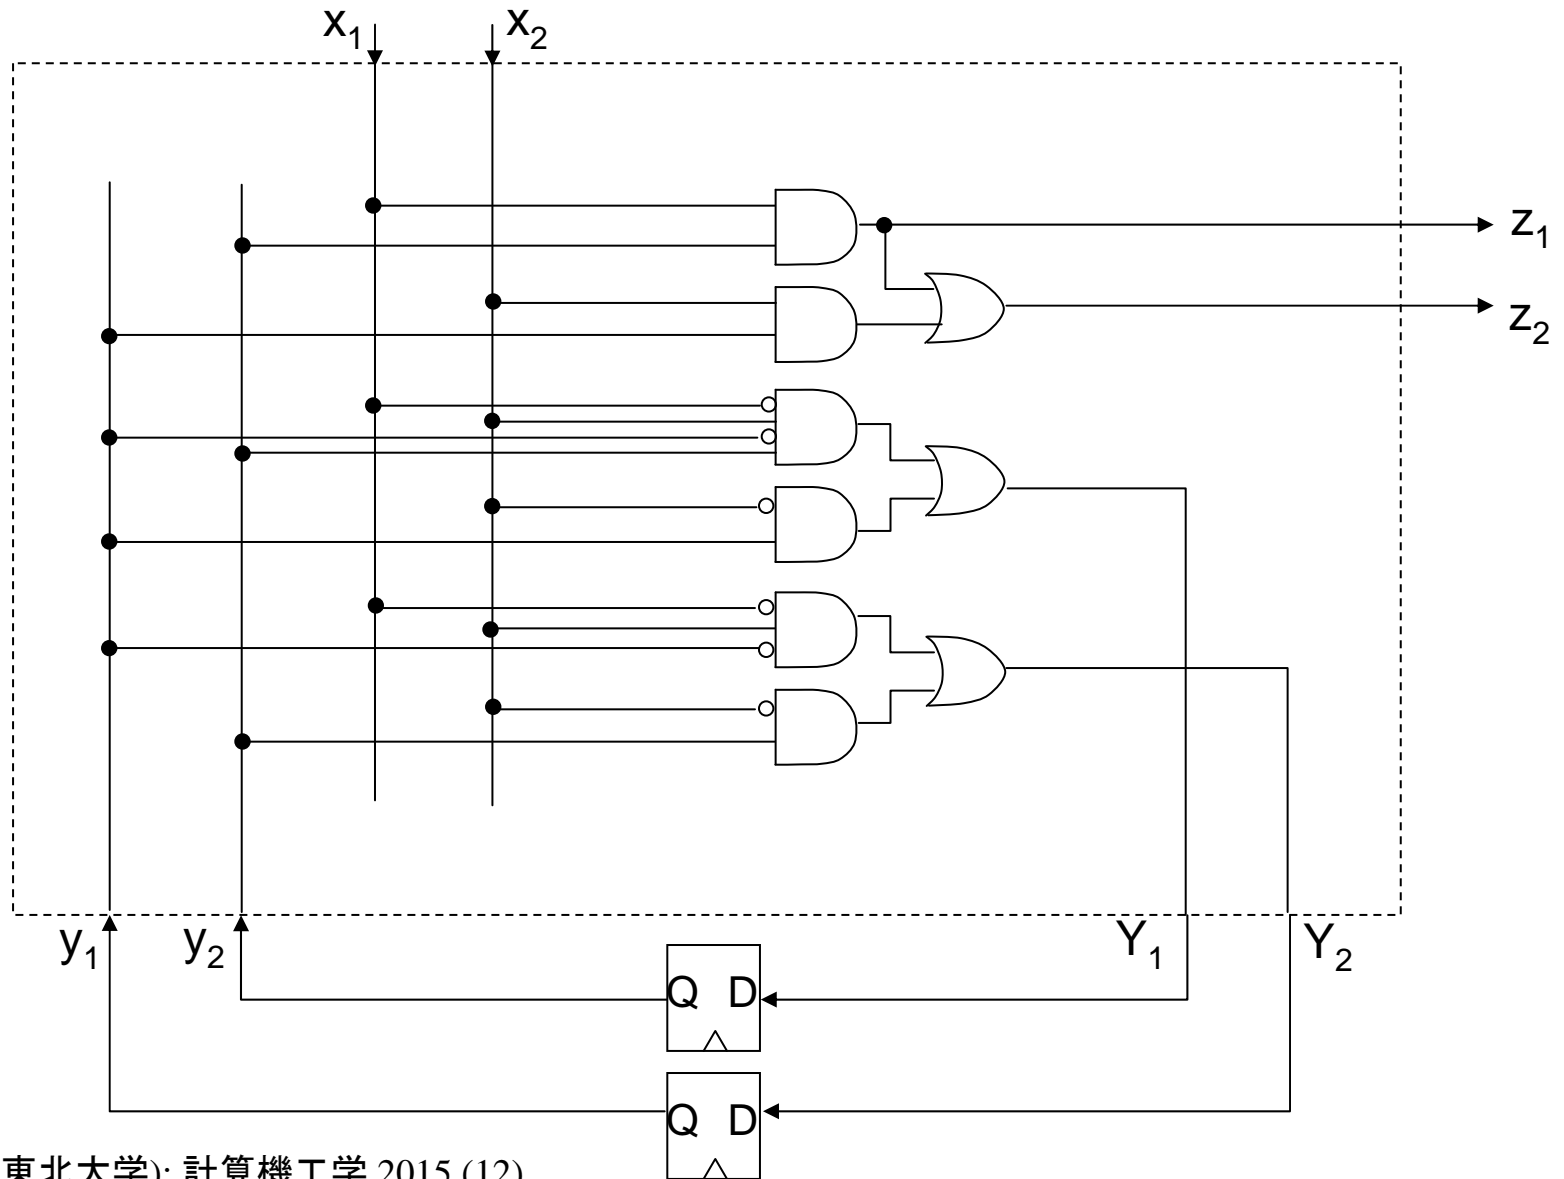 x₁
x₂
z₁
z₂
y₁
y₂
Y₁
Y₂
Q D
Q D
東北大学): 計算機工学 2015 (12)